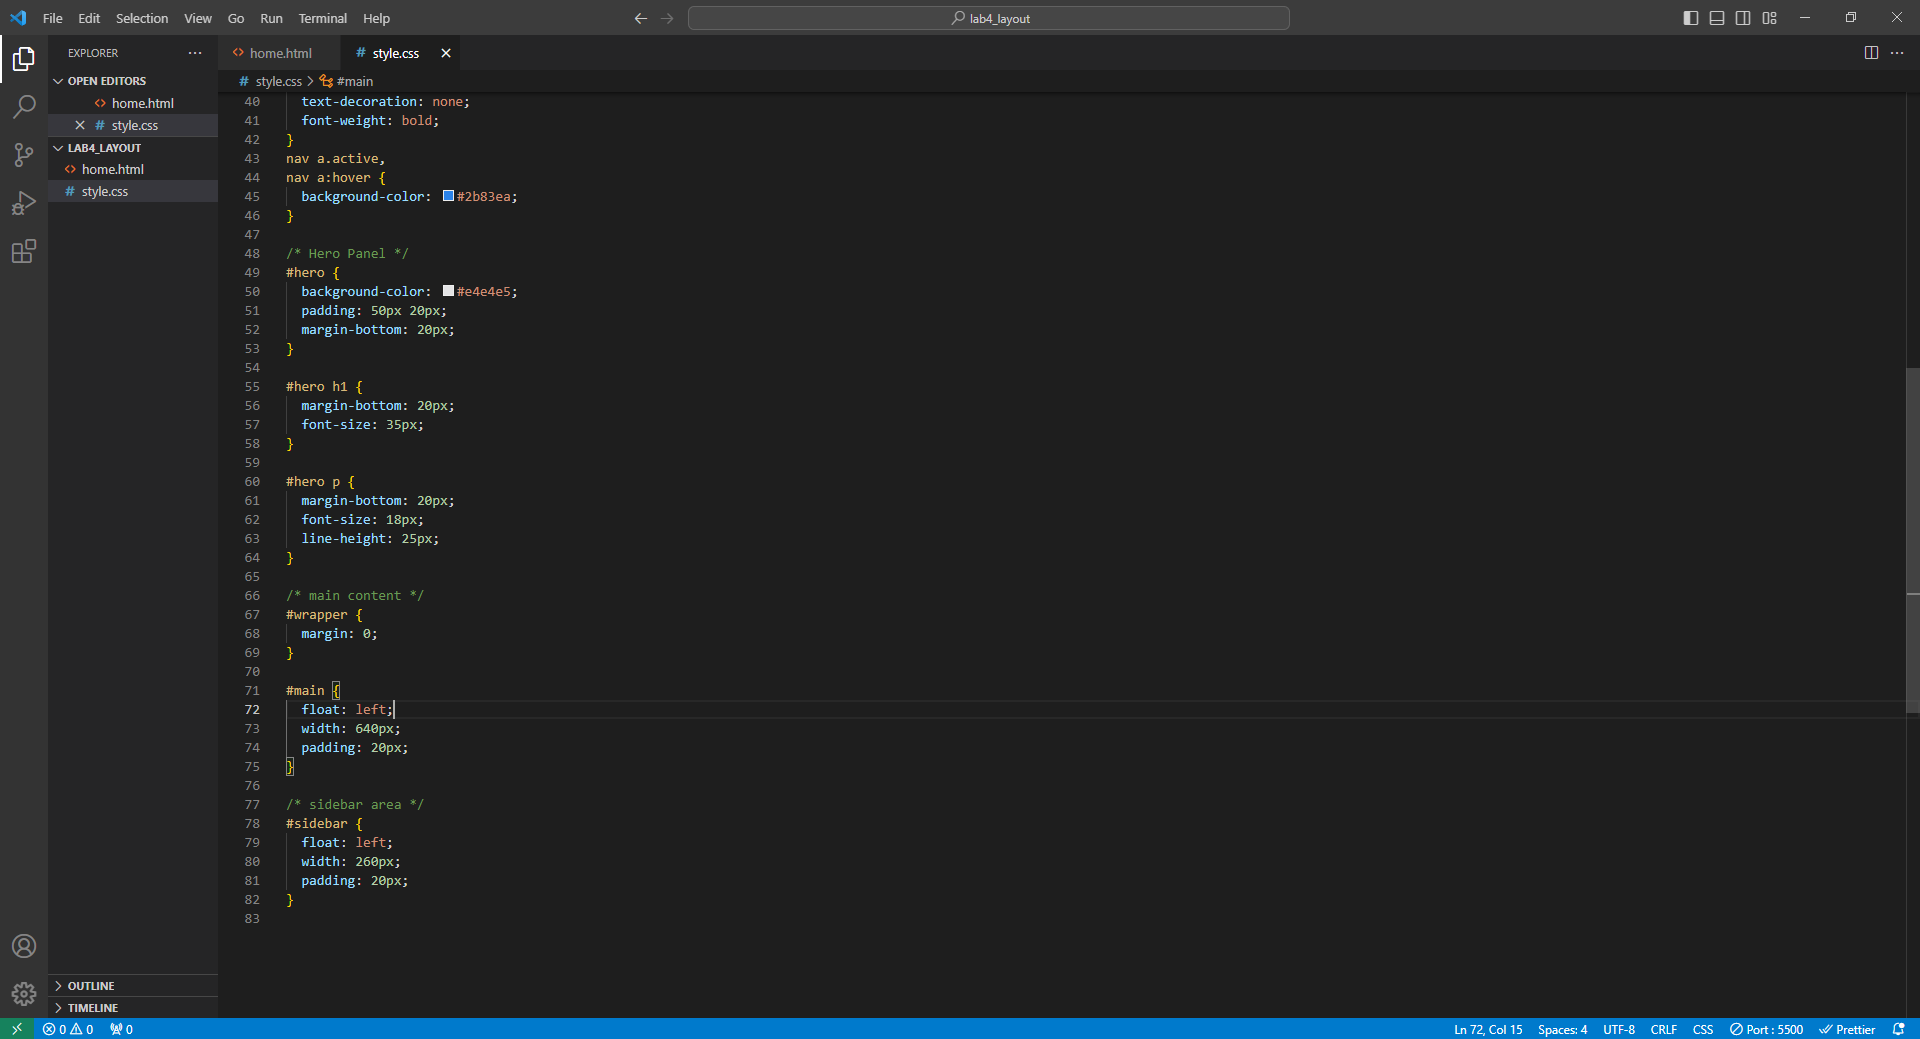 File Edit Selection View Go Run Terminal Help
lab4_layout
EXPLORER
OPEN EDITORS
home.html
style.css
LAB4_LAYOUT
home.html
style.css
OUTLINE
TIMELINE
home.html
style.css
style.css > #main
40 text-decoration: none;
41 font-weight: bold;
42 }
43 nav a.active,
44 nav a:hover {
45 background-color: #2b83ea;
46 }
47
48 /* Hero Panel */
49 #hero {
50 background-color: #e4e4e5;
51 padding: 50px 20px;
52 margin-bottom: 20px;
53 }
54
55 #hero h1 {
56 margin-bottom: 20px;
57 font-size: 35px;
58 }
59
60 #hero p {
61 margin-bottom: 20px;
62 font-size: 18px;
63 line-height: 25px;
64 }
65
66 /* main content */
67 #wrapper {
68 margin: 0;
69 }
70
71 #main {
72 float: left;
73 width: 640px;
74 padding: 20px;
75 }
76
77 /* sidebar area */
78 #sidebar {
79 float: left;
80 width: 260px;
81 padding: 20px;
82 }
83
0 0 0
Ln 72, Col 15 Spaces: 4 UTF-8 CRLF CSS Port : 5500 Prettier